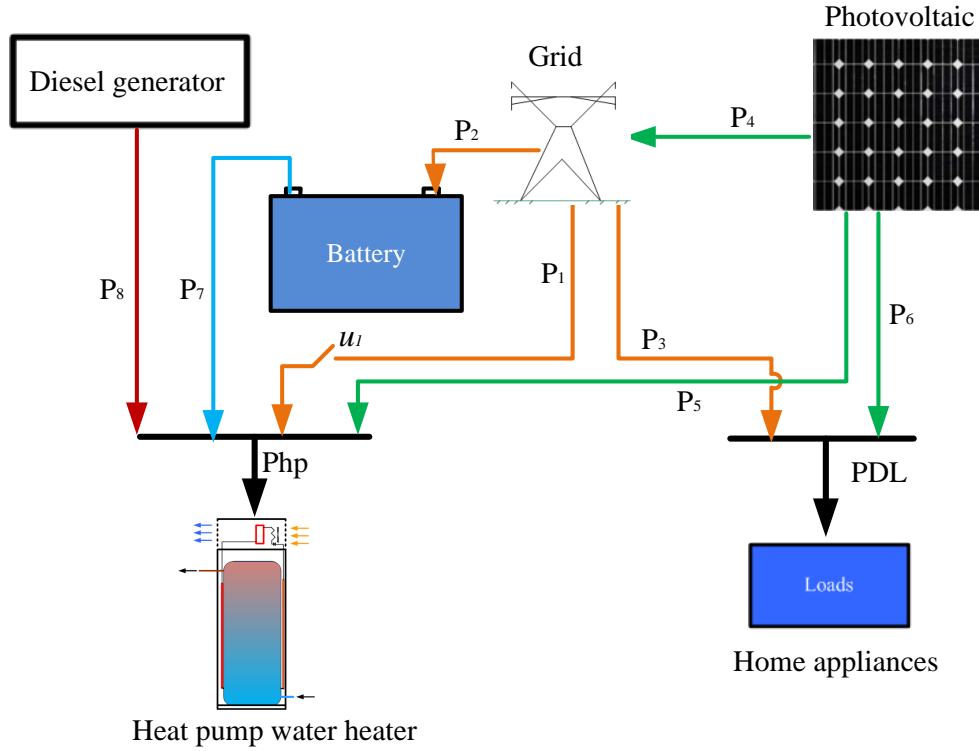 Photovoltaic
Grid
Diesel generator
P4
P2
Battery
P8
P7
P1
P6
u1
P3
P5
Php
PDL
Loads
Home appliances
Heat pump water heater